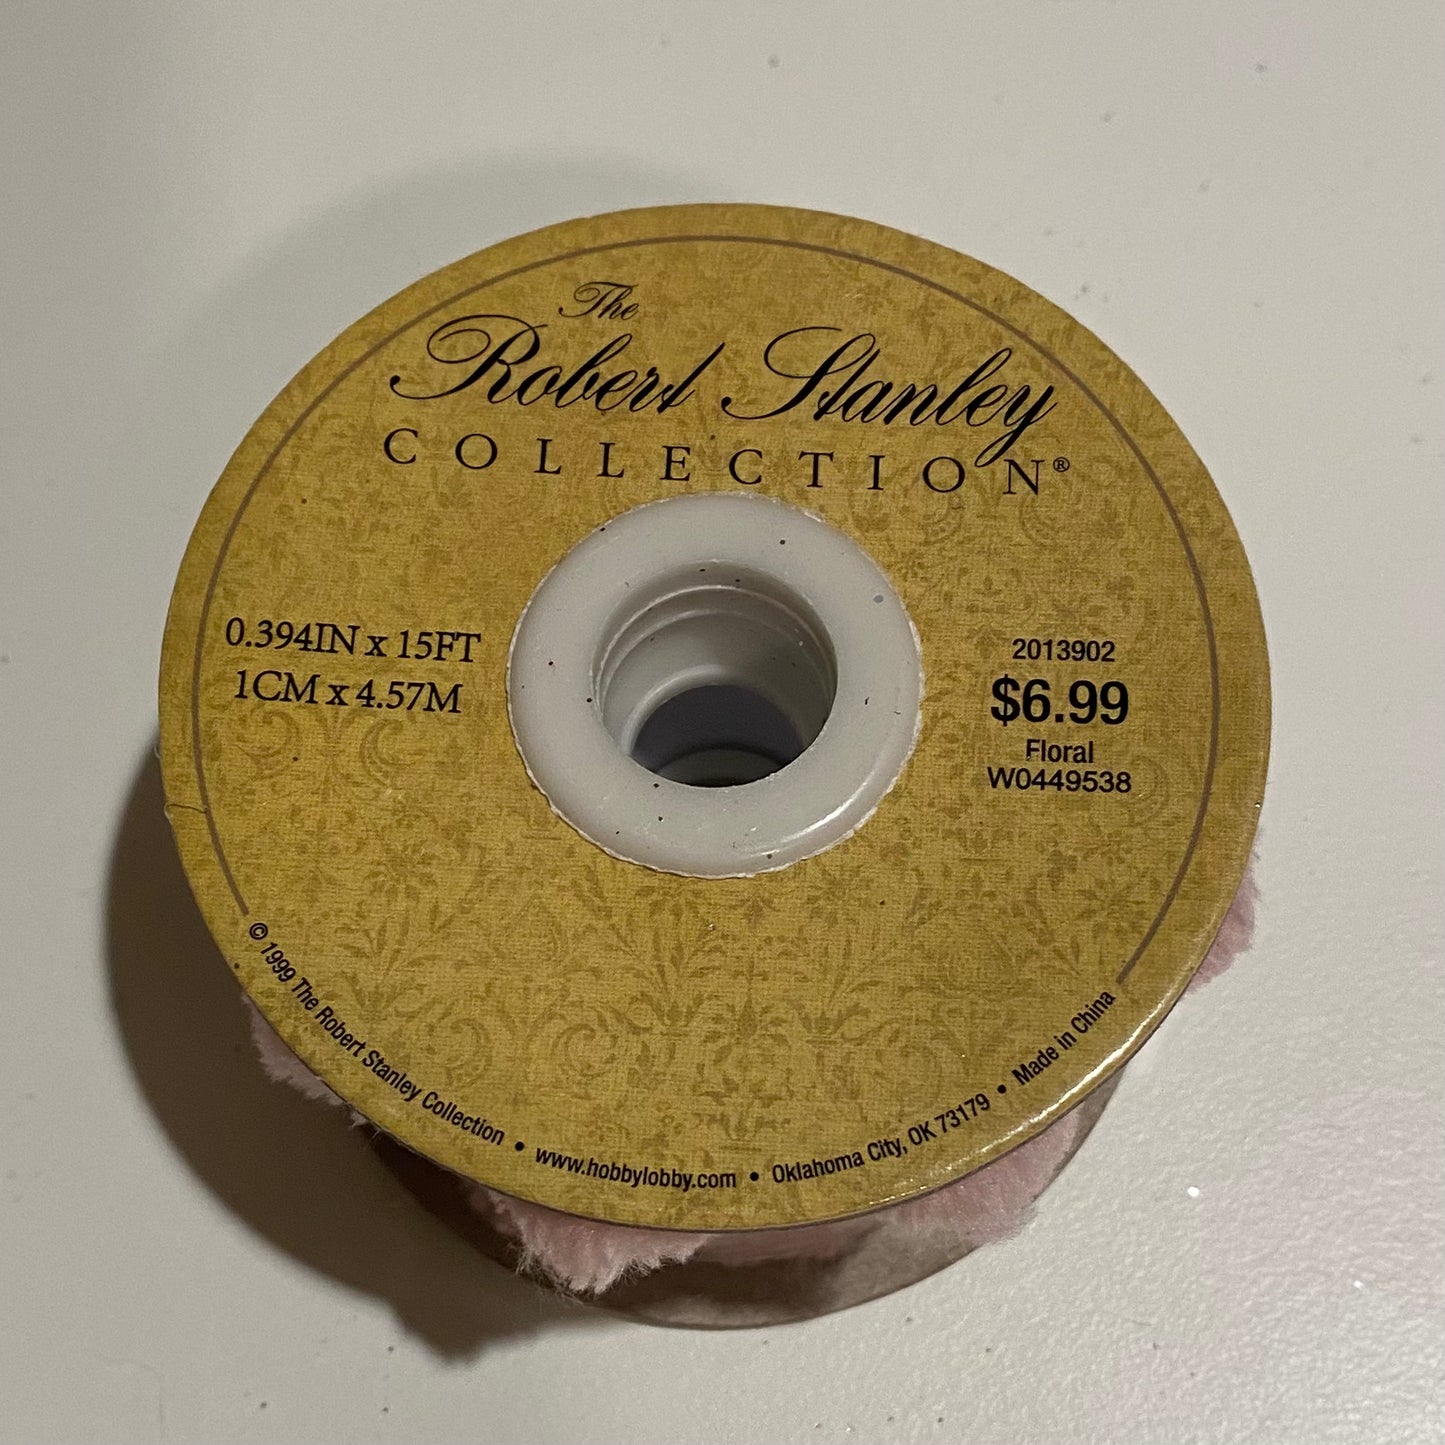 The
Robert Stanley
COLLECTION®
0.394IN x 15FT
1CM x 4.57M
2013902
$6.99
Floral
W0449538
© 1999 The Robert Stanley Collection • www.hobbylobby.com • Oklahoma City, OK 73179 • Made in China